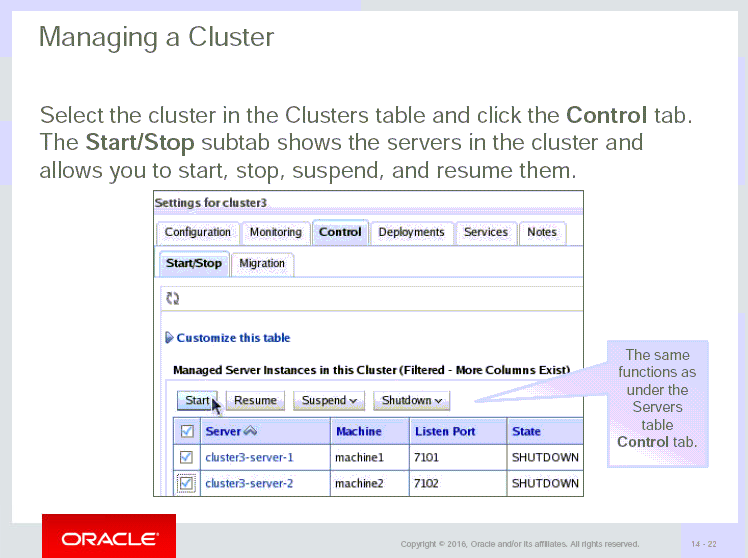 Managing a Cluster
Select the cluster in the Clusters table and click the Control tab.
The Start/Stop subtab shows the servers in the cluster and
allows you to start, stop, suspend, and resume them.
Settings for cluster3
Configuration Monitoring Control Deployments Services Notes
Start/Stop Migration
Customize this table
Managed Server Instances in this Cluster (Filtered - More Columns Exist)
Start Resume Suspend Shutdown
Server Machine Listen Port State
cluster3-server-1 machine1 7101 SHUTDOWN
cluster3-server-2 machine2 7102 SHUTDOWN
The same
functions as
under the
Servers
table
Control tab.
ORACLE
Copyright © 2016, Oracle and/or its affiliates. All rights reserved.
14 - 22